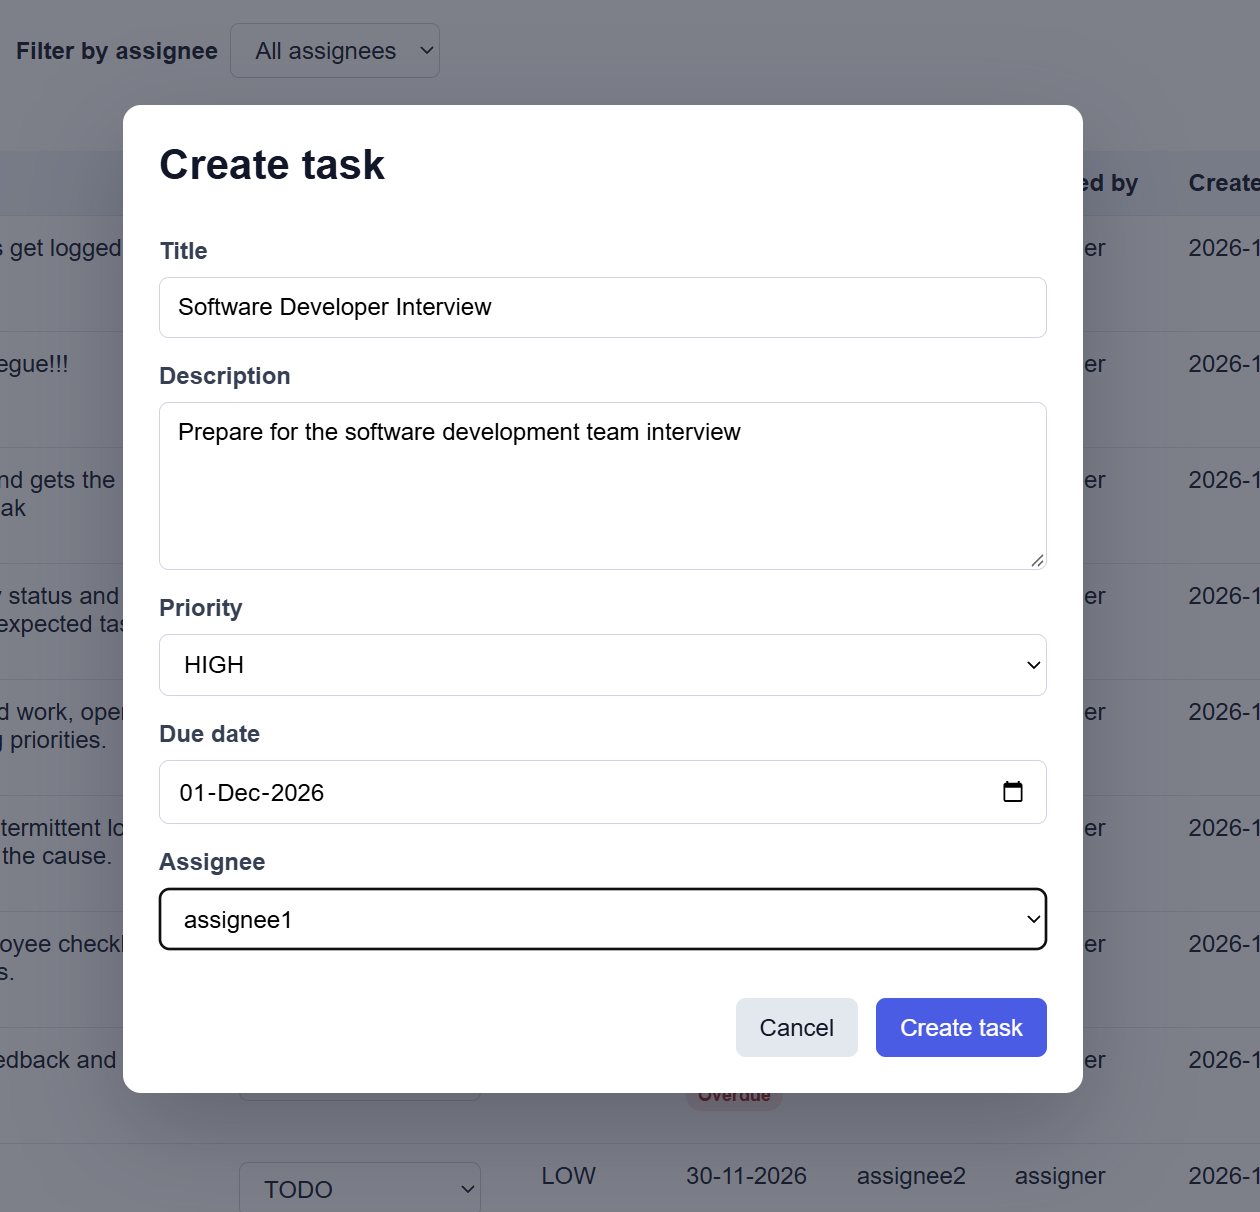 Filter by assignee All assignees
Create task
ed by Create
Title
s get logged er 2026-1
Software Developer Interview
egue!!! er 2026-1
Description
Prepare for the software development team interview
nd gets the er 2026-1
ak
y status and er 2026-1
expected tas
Priority
HIGH
d work, oper er 2026-1
g priorities.
Due date
01-Dec-2026
termittent lo er 2026-1
the cause.
Assignee
assignee1
oyee checkl er 2026-1
s.
Cancel Create task
edback and er 2026-1
Overdue
TODO LOW 30-11-2026 assignee2 assigner 2026-1